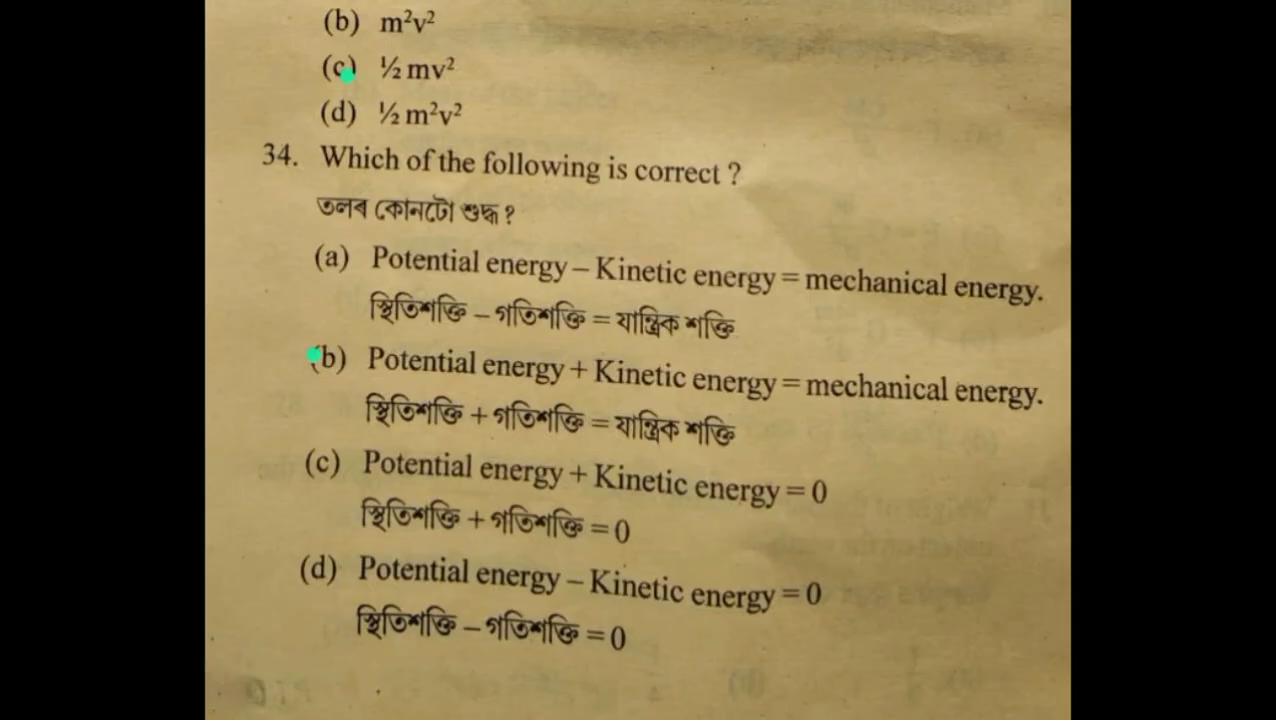 (b) m²v²
(c) ½ mv²
(d) ½ m²v²
34. Which of the following is correct ?
তলৰ কোনটো শুদ্ধ ?
(a) Potential energy – Kinetic energy = mechanical energy.
স্থিতিশক্তি – গতিশক্তি = যান্ত্ৰিক শক্তি
(b) Potential energy + Kinetic energy = mechanical energy.
স্থিতিশক্তি + গতিশক্তি = যান্ত্ৰিক শক্তি
(c) Potential energy + Kinetic energy = 0
স্থিতিশক্তি + গতিশক্তি = 0
(d) Potential energy – Kinetic energy = 0
স্থিতিশক্তি – গতিশক্তি = 0